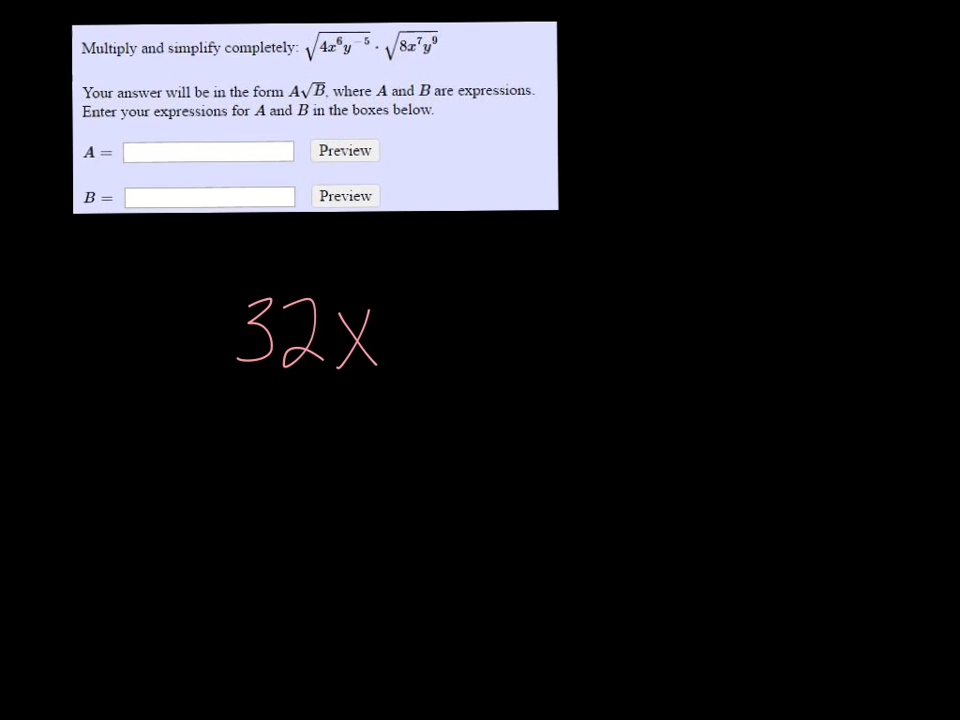 Multiply and simplify completely: √(4x⁶y⁻⁵) · √(8x⁷y⁹)
Your answer will be in the form A√B, where A and B are expressions.
Enter your expressions for A and B in the boxes below.
A = Preview
B = Preview
32x